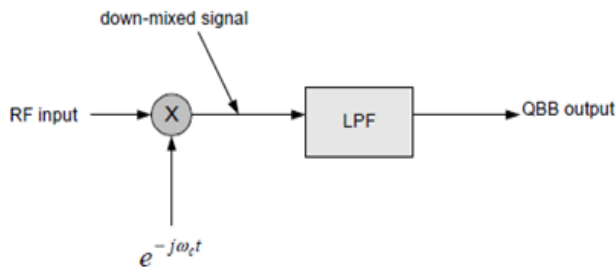 down-mixed signal
RF input
X
LPF
QBB output
e^{-jω_c t}